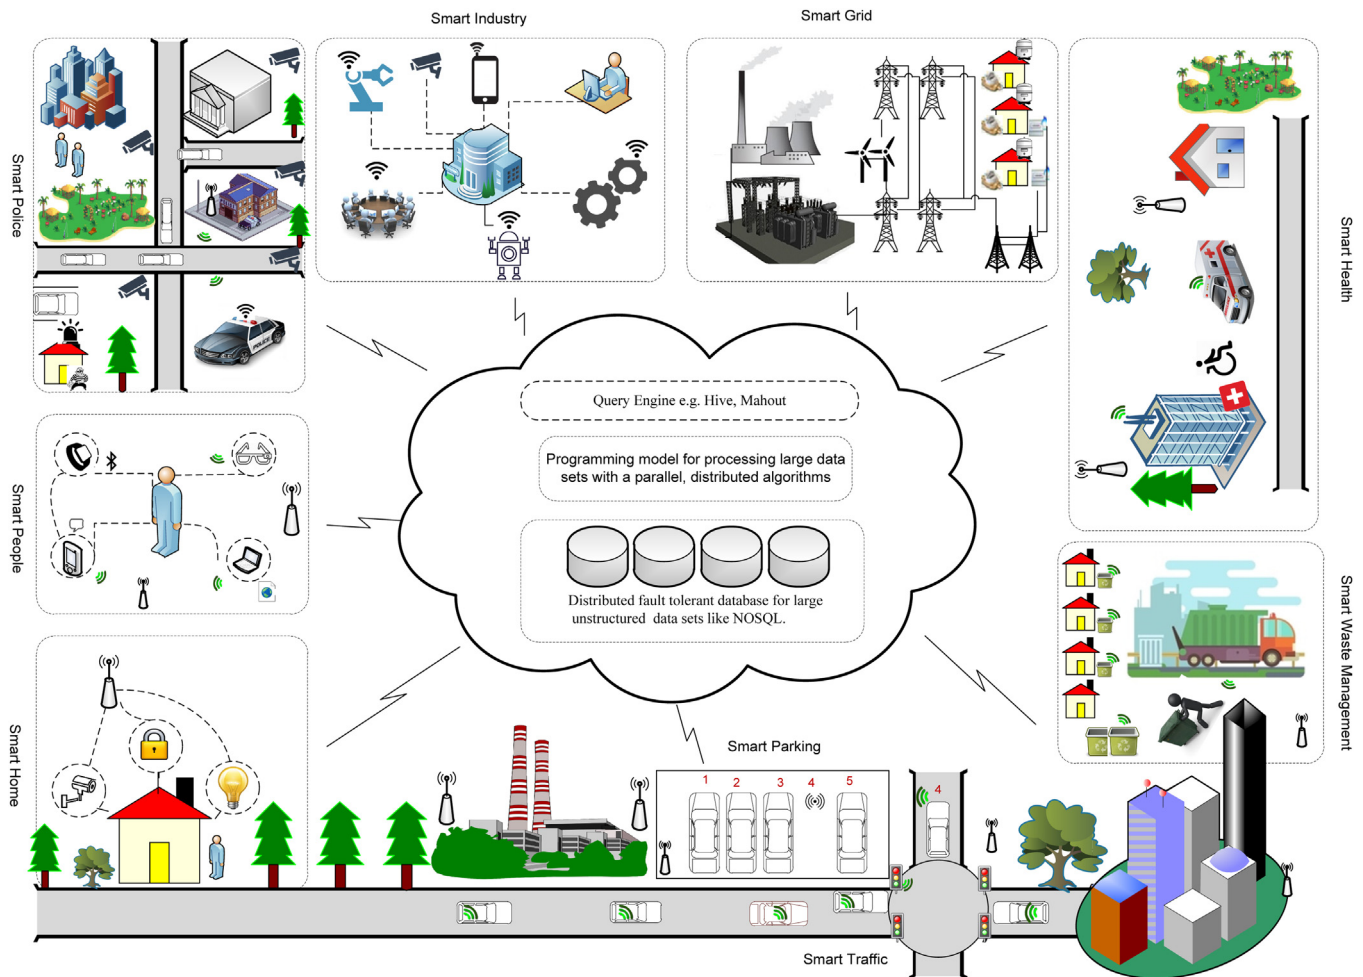 Smart Industry
Smart Grid
Smart Police
POLICE
Smart Health
Query Engine e.g. Hive, Mahout
Programming model for processing large data
sets with a parallel, distributed algorithms
Distributed fault tolerant database for large
unstructured data sets like NOSQL.
Smart People
Smart Waste Management
Smart Home
Smart Parking
1 2 3 4 5
4
Smart Traffic